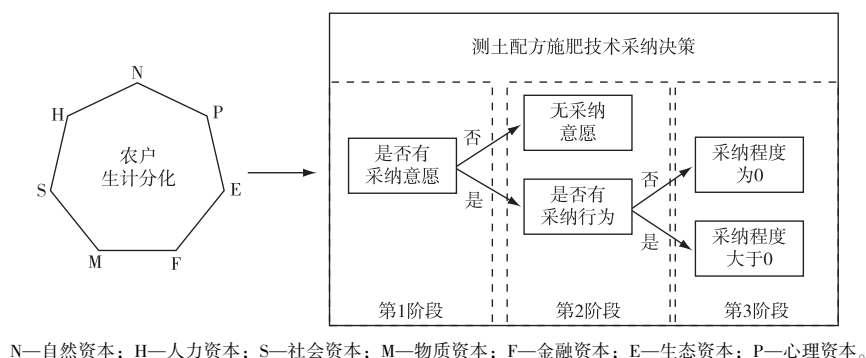 测土配方施肥技术采纳决策
N
H
P
农户
生计分化
S
E
M
F
是否有
采纳意愿
否
是
无采纳
意愿
是否有
采纳行为
否
是
采纳程度
为0
采纳程度
大于0
第1阶段
第2阶段
第3阶段
N—自然资本；H—人力资本；S—社会资本；M—物质资本；F—金融资本；E—生态资本；P—心理资本。